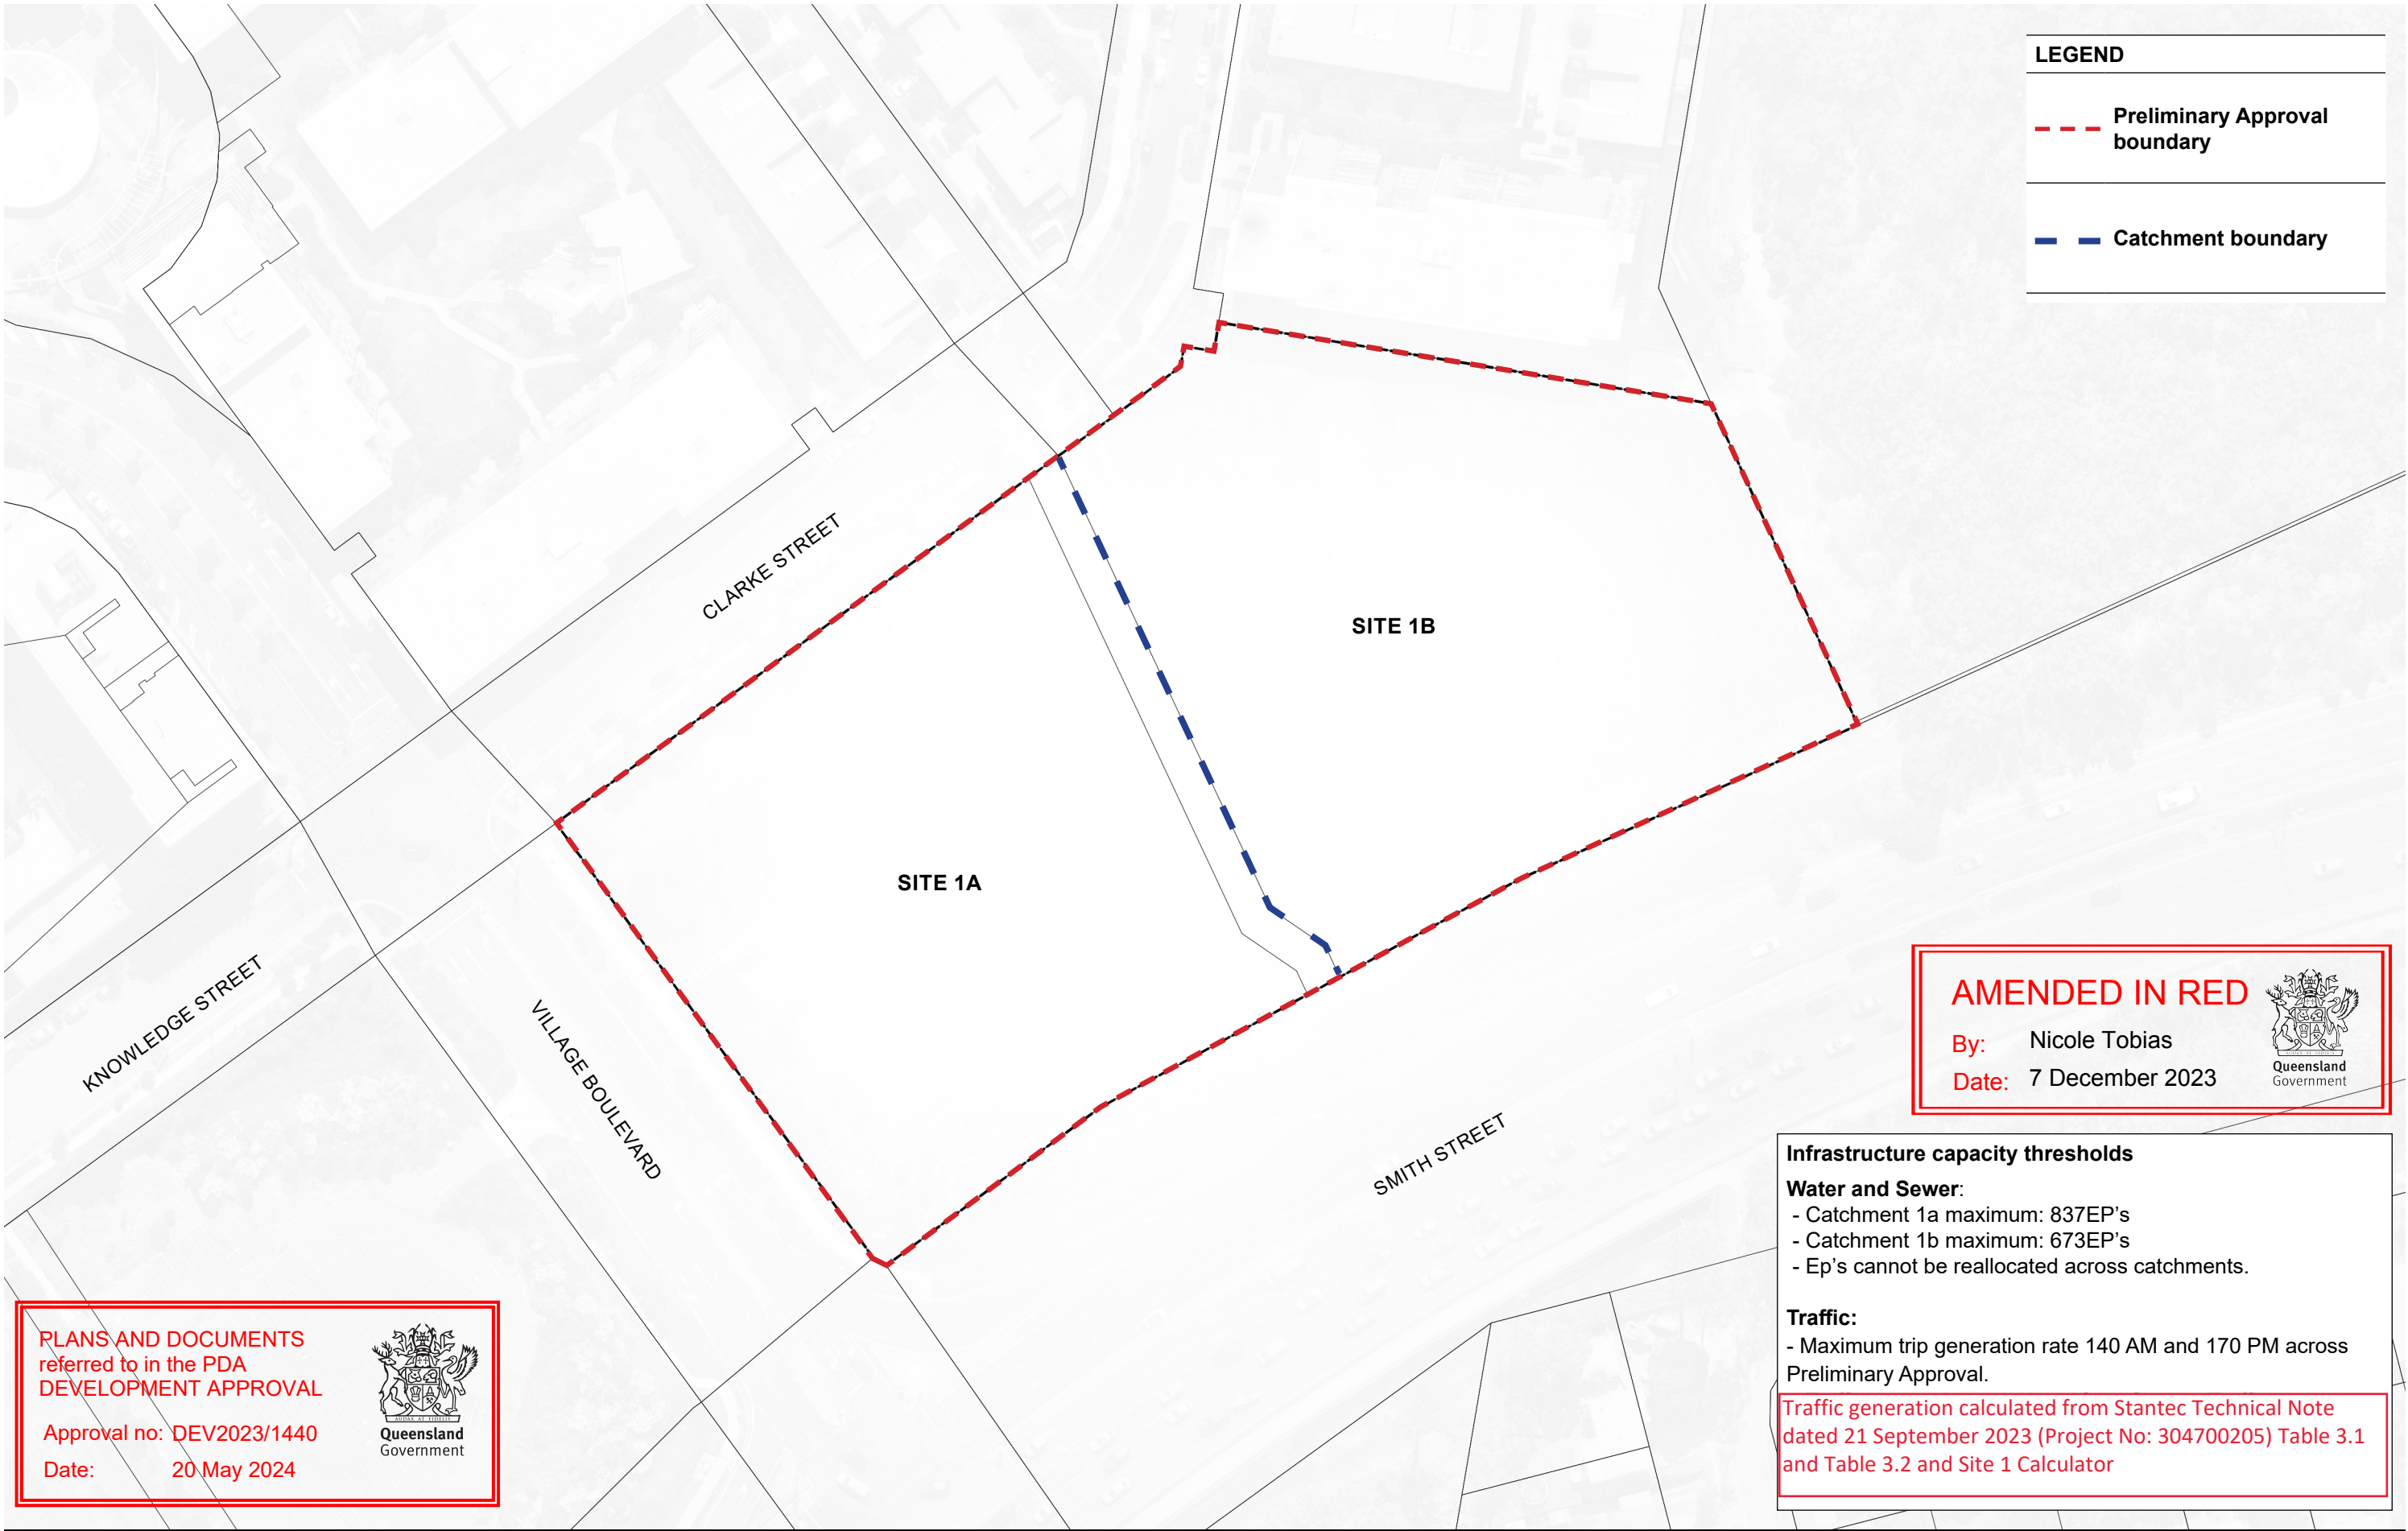 LEGEND
Preliminary Approval
boundary
Catchment boundary
CLARKE STREET
SITE 1B
SITE 1A
KNOWLEDGE STREET
VILLAGE BOULEVARD
SMITH STREET
AMENDED IN RED
By: Nicole Tobias
Date: 7 December 2023
Queensland
Government
Infrastructure capacity thresholds
Water and Sewer:
- Catchment 1a maximum: 837EP’s
- Catchment 1b maximum: 673EP’s
- Ep’s cannot be reallocated across catchments.
Traffic:
- Maximum trip generation rate 140 AM and 170 PM across
Preliminary Approval.
Traffic generation calculated from Stantec Technical Note
dated 21 September 2023 (Project No: 304700205) Table 3.1
and Table 3.2 and Site 1 Calculator
PLANS AND DOCUMENTS
referred to in the PDA
DEVELOPMENT APPROVAL
Approval no: DEV2023/1440
Date: 20 May 2024
AUDAX AT FIDELIS
Queensland
Government